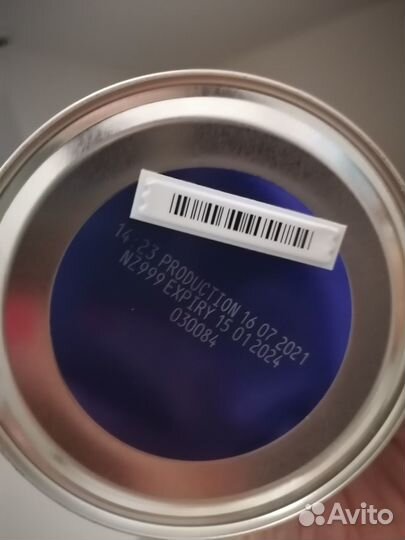 14:23 PRODUCTION 16 07 2021
NZ999 EXPIRY 15 01 2024
030084
Avito